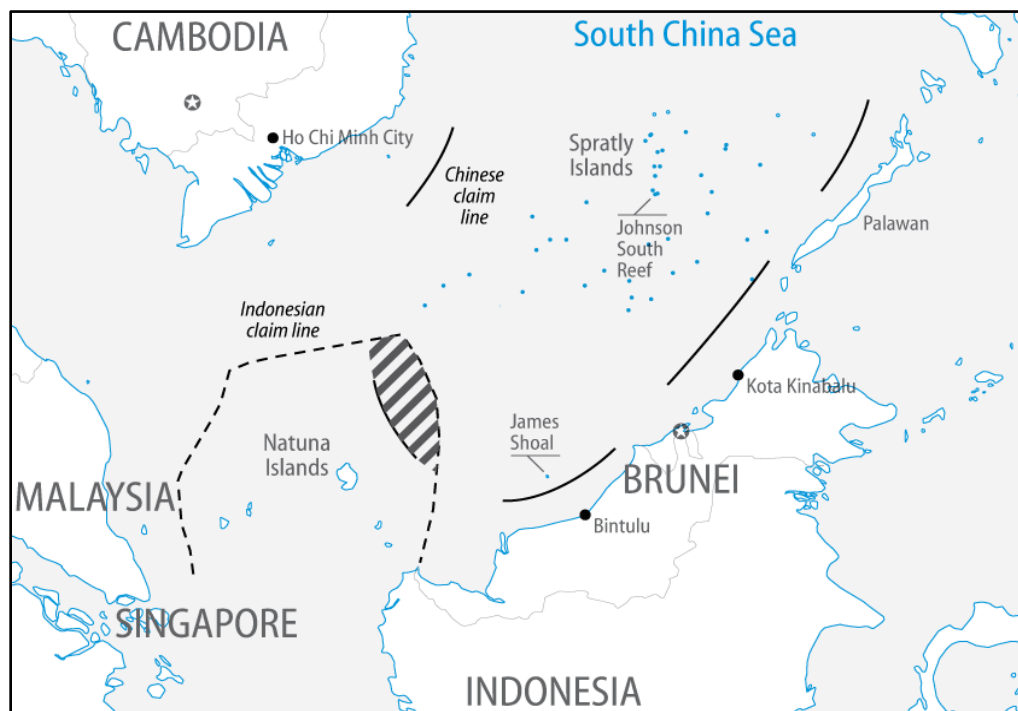 CAMBODIA
South China Sea
Ho Chi Minh City
Spratly
Islands
Chinese
claim
line
Johnson
South
Reef
Palawan
Indonesian
claim line
Kota Kinabalu
James
Shoal
Natuna
Islands
MALAYSIA
BRUNEI
Bintulu
SINGAPORE
INDONESIA